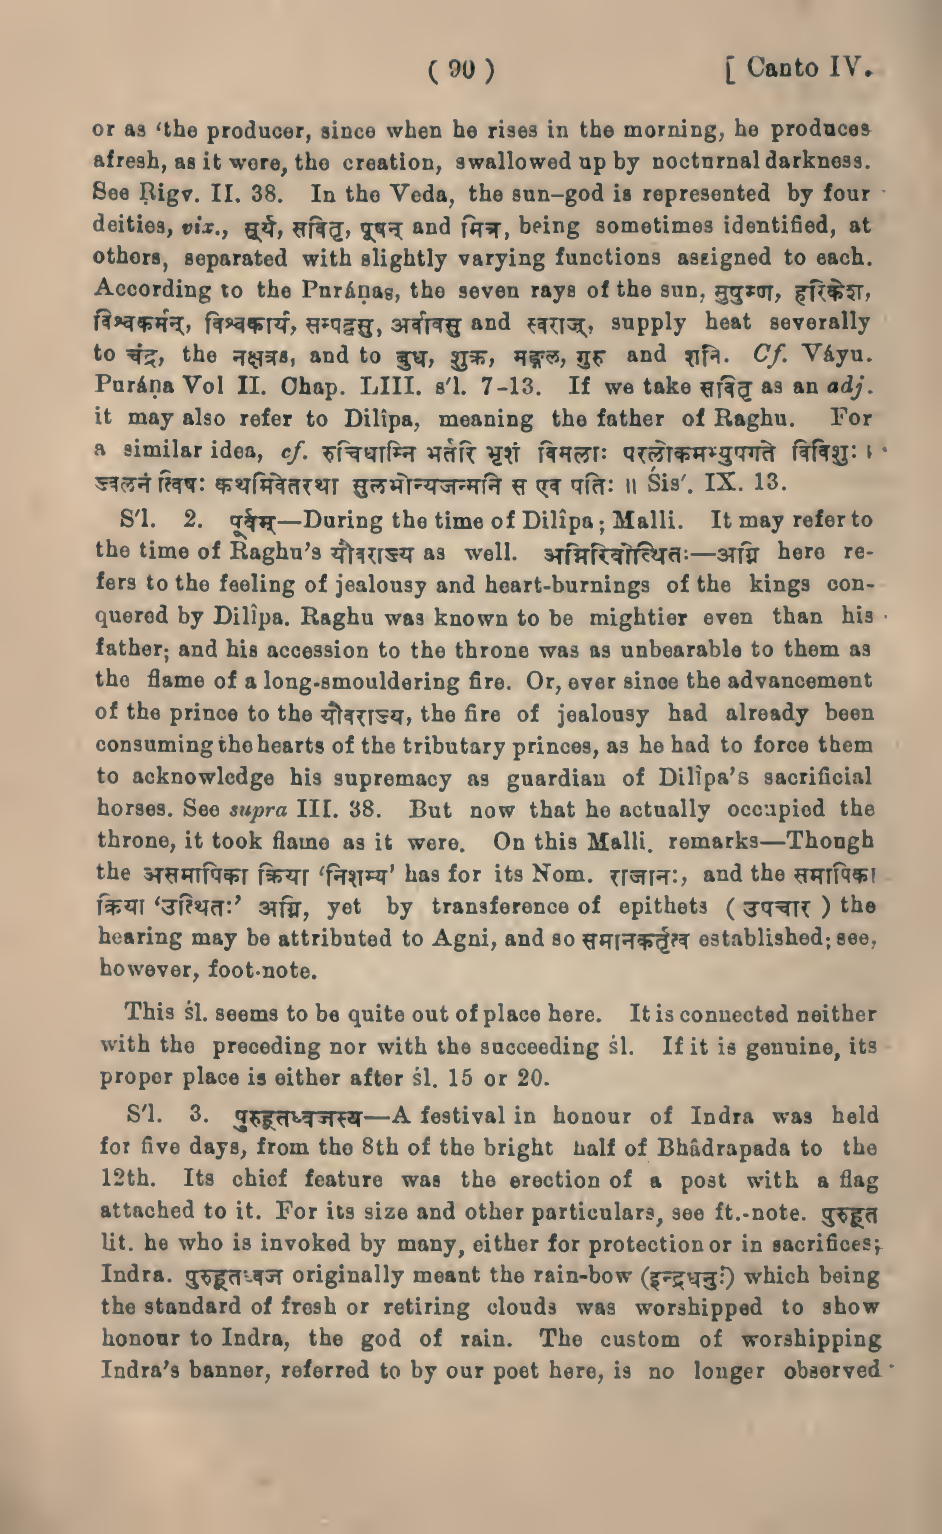 ( 90 ) [ Canto IV.
or as ‘the producer, since when he rises in the morning, he produces
afresh, as it were, the creation, swallowed up by nocturnal darkness.
See Ṛigv. II. 38. In the Veda, the sun-god is represented by four
deities, viz., सूर्य, सवितृ, पूषन् and मित्र, being sometimes identified, at
others, separated with slightly varying functions assigned to each.
According to the Puráṇas, the seven rays of the sun, सुषुम्णा, हरिकेश,
विश्वकर्मन्, विश्वकार्य, सम्पद्वसु, अर्वावसु and स्वराज्, supply heat severally
to चंद्र, the नक्षत्रs, and to बुध, शुक्र, मङ्गल, गुरु and शनि. Cf. Váyu.
Puráṇa Vol II. Chap. LIII. s′l. 7-13. If we take सवितृ as an adj.
it may also refer to Dilîpa, meaning the father of Raghu. For
a similar idea, cf. रुचिधाम्नि भर्तरि भृशं विमलाः परलोकमभ्युपगते विविशुः ।
ज्वलनं त्विषः कथमिवेतरथा सुलभोन्यजन्मनि स एव पतिः ॥ Śis′. IX. 13.
S′l. 2. पूर्वम्—During the time of Dilîpa; Malli. It may refer to
the time of Raghu's यौवराज्य as well. अग्निरिवोत्थितः—अग्नि here re-
fers to the feeling of jealousy and heart-burnings of the kings con-
quered by Dilîpa. Raghu was known to be mightier even than his
father; and his accession to the throne was as unbearable to them as
the flame of a long-smouldering fire. Or, ever since the advancement
of the prince to the यौवराज्य, the fire of jealousy had already been
consuming the hearts of the tributary princes, as he had to force them
to acknowledge his supremacy as guardian of Dilîpa's sacrificial
horses. See supra III. 38. But now that he actually occupied the
throne, it took flame as it were. On this Malli. remarks—Though
the असमापिका क्रिया ‘निशम्य’ has for its Nom. राजानः, and the समापिका
क्रिया ‘उत्थितः’ अग्नि, yet by transference of epithets ( उपचार ) the
hearing may be attributed to Agni, and so समानकर्तृत्व established; see,
however, foot-note.
This śl. seems to be quite out of place here. It is connected neither
with the preceding nor with the succeeding śl. If it is genuine, its
proper place is either after śl. 15 or 20.
S′l. 3. पुरुहूतध्वजस्य—A festival in honour of Indra was held
for five days, from the 8th of the bright half of Bhâdrapada to the
12th. Its chief feature was the erection of a post with a flag
attached to it. For its size and other particulars, see ft.-note. पुरुहूत
lit. he who is invoked by many, either for protection or in sacrifices;
Indra. पुरुहूतध्वज originally meant the rain-bow (इन्द्रधनुः) which being
the standard of fresh or retiring clouds was worshipped to show
honour to Indra, the god of rain. The custom of worshipping
Indra's banner, referred to by our poet here, is no longer observed